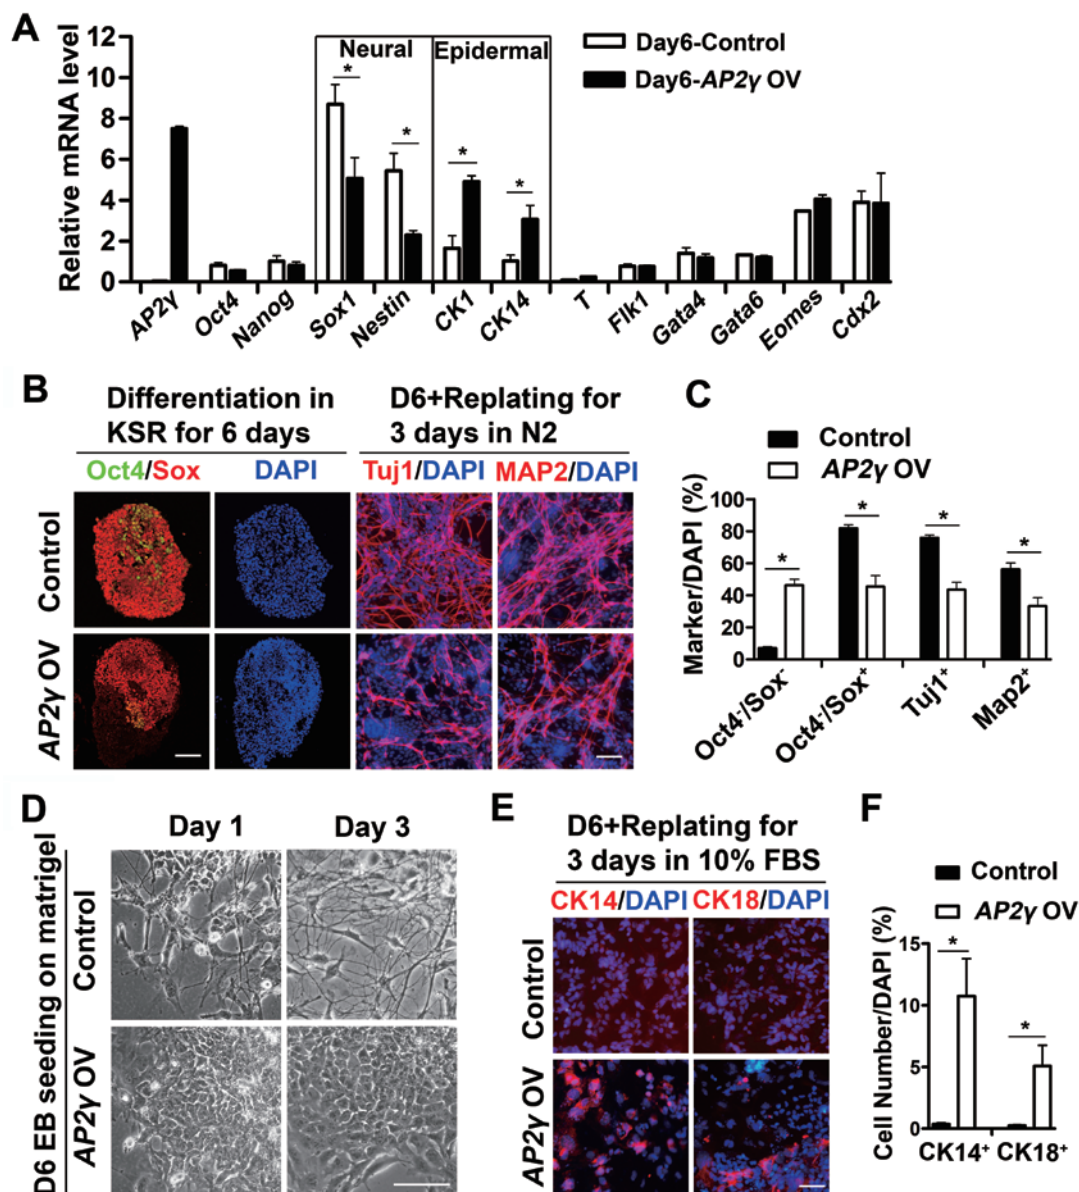 A
Relative mRNA level
12
10
8
6
4
2
0
Neural
Epidermal
*
*
*
*
Day6-Control
Day6-AP2γ OV
AP2γ
Oct4
Nanog
Sox1
Nestin
CK1
CK14
T
Flk1
Gata4
Gata6
Eomes
Cdx2
B
Differentiation in
KSR for 6 days
D6+Replating for
3 days in N2
Oct4/Sox
DAPI
Tuj1/DAPI
MAP2/DAPI
Control
AP2γ OV
C
Control
AP2γ OV
Marker/DAPI (%)
100
80
60
40
20
0
*
*
*
*
Oct4⁻/Sox⁻
Oct4⁻/Sox⁺
Tuj1⁺
Map2⁺
D
Day 1
Day 3
D6 EB seeding on matrigel
Control
AP2γ OV
E
D6+Replating for
3 days in 10% FBS
CK14/DAPI
CK18/DAPI
Control
AP2γ OV
F
Control
AP2γ OV
Cell Number/DAPI (%)
15
10
5
0
*
*
CK14⁺
CK18⁺